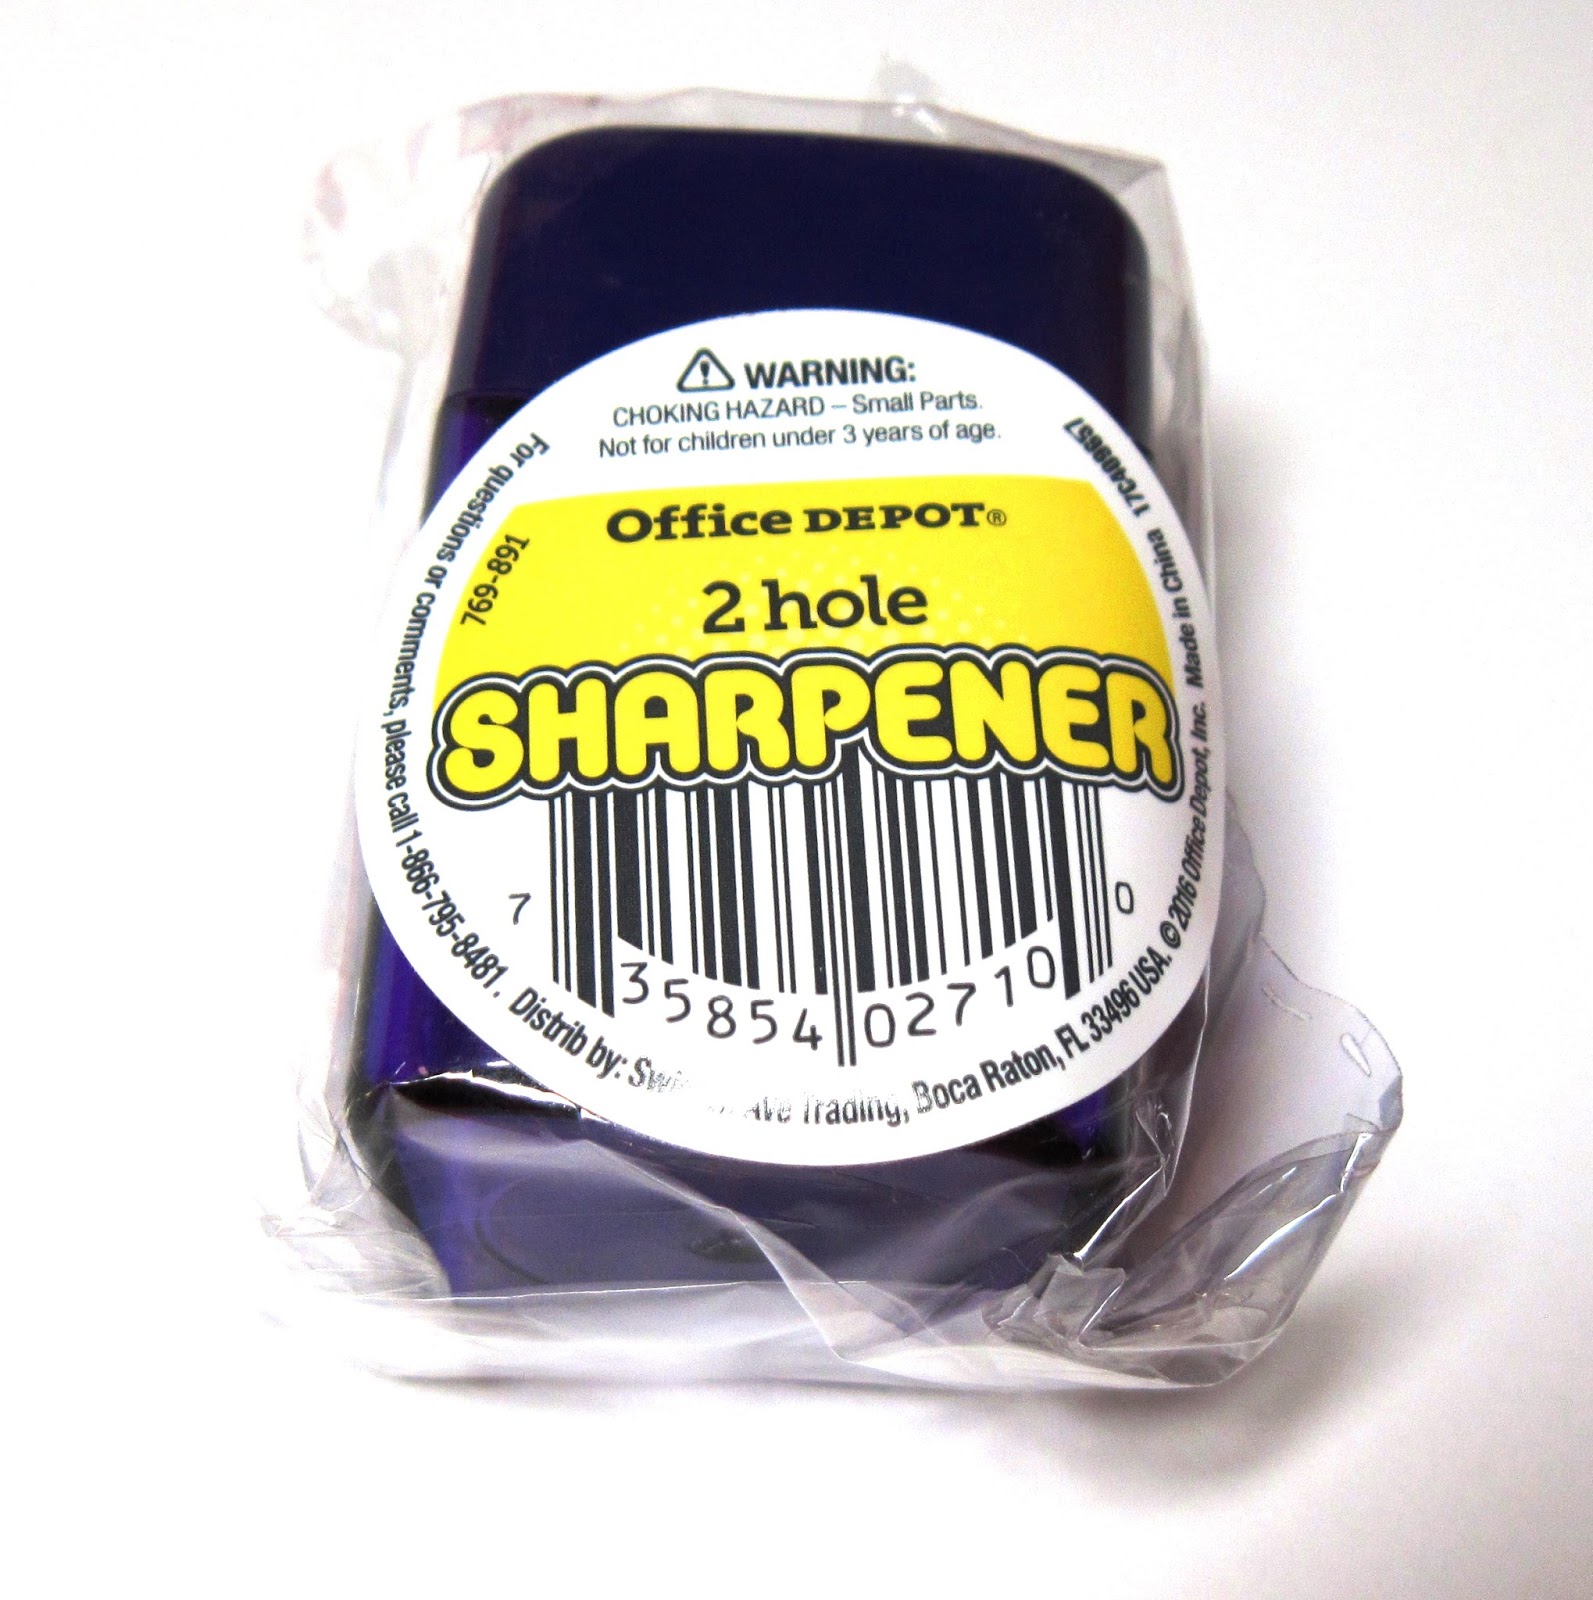 WARNING:
CHOKING HAZARD – Small Parts.
Not for children under 3 years of age.
Office DEPOT®
769-891
2 hole
SHARPENER
7 35854 02710 0
For questions or comments, please call 1-866-795-8481. Distrib by: Trading, Boca Raton, FL 33496 USA. © 2016 Office Depot, Inc. Made in China